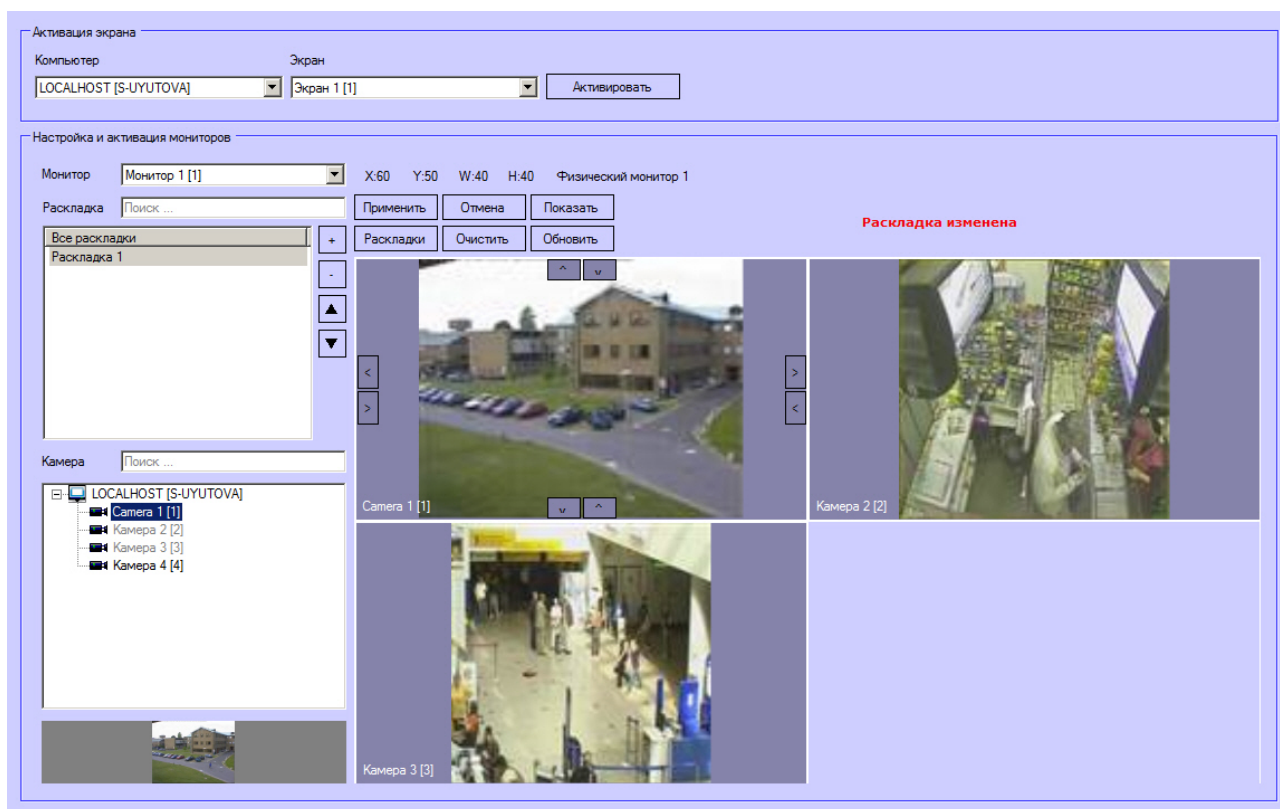 Активация экрана
Компьютер Экран
LOCALHOST [S-UYUTOVA] Экран 1 [1] Активировать
Настройка и активация мониторов
Монитор Монитор 1 [1] X:60 Y:50 W:40 H:40 Физический монитор 1
Раскладка Поиск ... Применить Отмена Показать
Раскладка изменена
Все раскладки + Раскладки Очистить Обновить
Раскладка 1
-
^ v
▲
▼
< >
> <
Камера Поиск ...
LOCALHOST [S-UYUTOVA]
Camera 1 [1]
Камера 2 [2]
Камера 3 [3]
Камера 4 [4]
Camera 1 [1] v ^ Камера 2 [2]
Камера 3 [3]